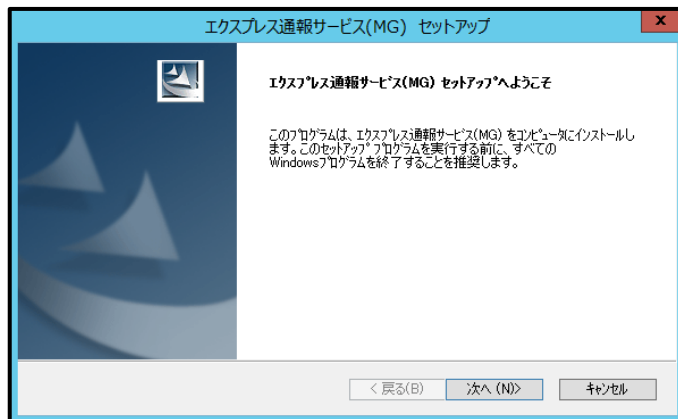 エクスプレス通報サービス(MG) セットアップ
x
エクスプレス通報サービス(MG) セットアップへようこそ
このプログラムは、エクスプレス通報サービス(MG) をコンピュータにインストールし
ます。このセットアップ プログラムを実行する前に、すべての
Windowsプログラムを終了することを推奨します。
< 戻る(B)
次へ (N)>
キャンセル